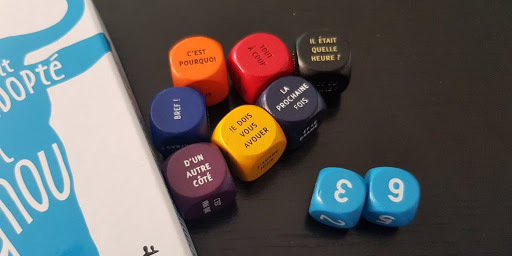 dopté
C'EST
POURQUOI
TOUT
À COUP
IL ÉTAIT
QUELLE
HEURE ?
BREF !
JE DOIS
VOUS
AVOUER
LA
PROCHAINE
FOIS
D'UN
AUTRE
CÔTÉ
3
6